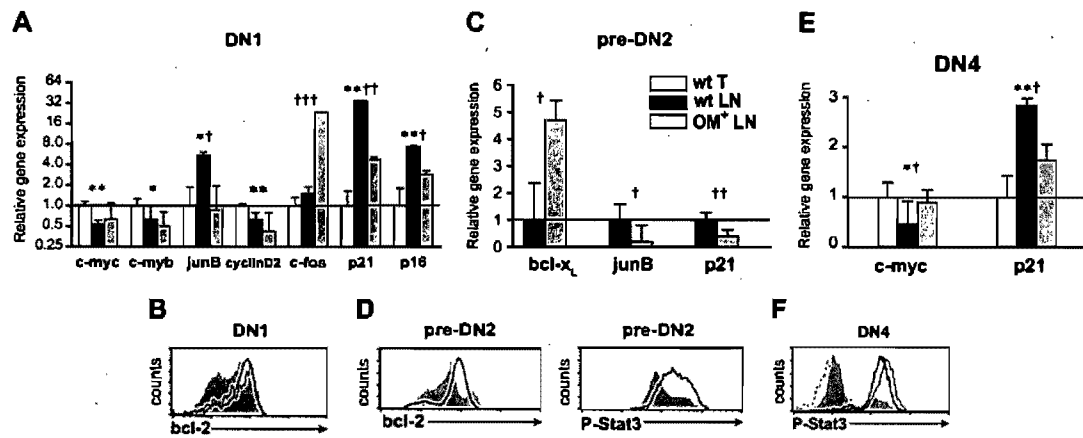 A
DN1
Relative gene expression
64
32
16
8.0
4.0
2.0
1.0
0.5
0.25
** * *† ** ††† **†† **†
c-myc c-myb junB cyclinD2 c-fos p21 p16
C
pre-DN2
Relative gene expression
6
5
4
3
2
1
0
† † ††
bcl-xL junB p21
wt T
wt LN
OM+ LN
E
DN4
Relative gene expression
3
2
1
0
*† **†
c-myc p21
B
DN1
counts
bcl-2
D
pre-DN2
counts
bcl-2
pre-DN2
counts
P-Stat3
F
DN4
counts
P-Stat3